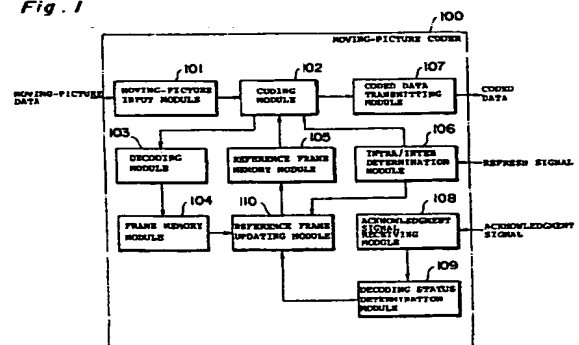 Fig. 1
100
MOVING-PICTURE CODER
101
102
107
MOVING-PICTURE
DATA
MOVING-PICTURE
INPUT MODULE
CODING
MODULE
CODED DATA
TRANSMITTING
MODULE
CODED
DATA
103
105
106
DECODING
MODULE
REFERENCE FRAME
MEMORY MODULE
INTRA/INTER
DETERMINATION
MODULE
REFRESH SIGNAL
104
110
108
FRAME MEMORY
MODULE
REFERENCE FRAME
UPDATING MODULE
ACKNOWLEDGMENT
SIGNAL
RECEIVING
MODULE
ACKNOWLEDGMENT
SIGNAL
109
DECODING STATUS
DETERMINATION
MODULE